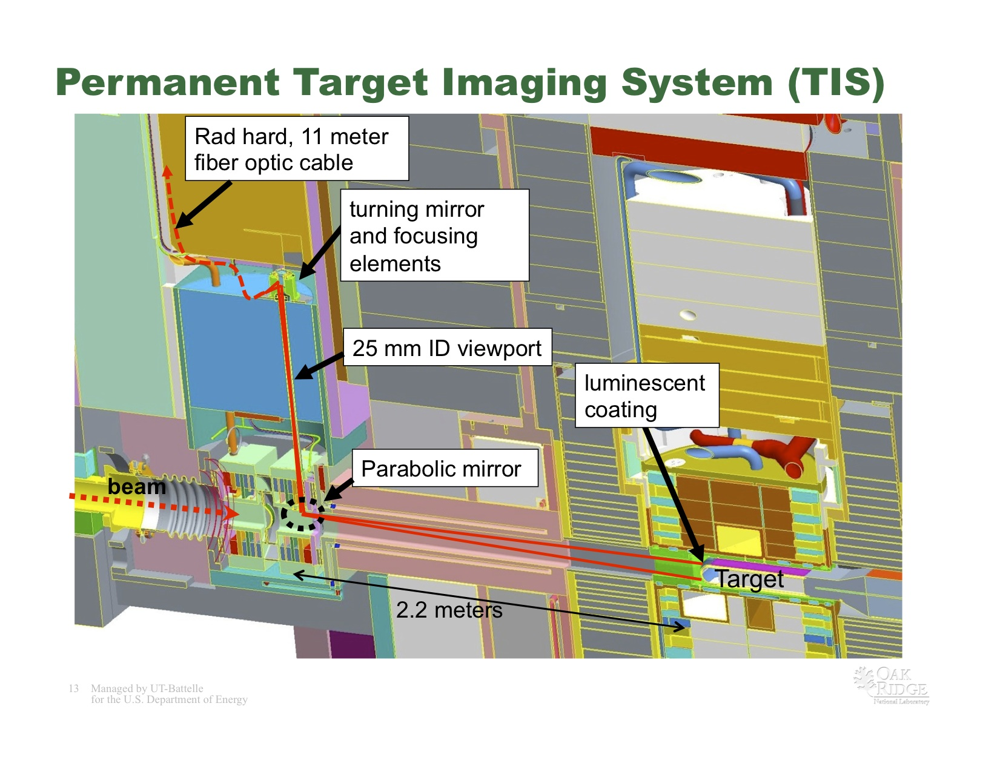 Permanent Target Imaging System (TIS)
Rad hard, 11 meter
fiber optic cable
turning mirror
and focusing
elements
25 mm ID viewport
luminescent
coating
Parabolic mirror
beam
Target
2.2 meters
13 Managed by UT-Battelle
for the U.S. Department of Energy
OAK
RIDGE
National Laboratory